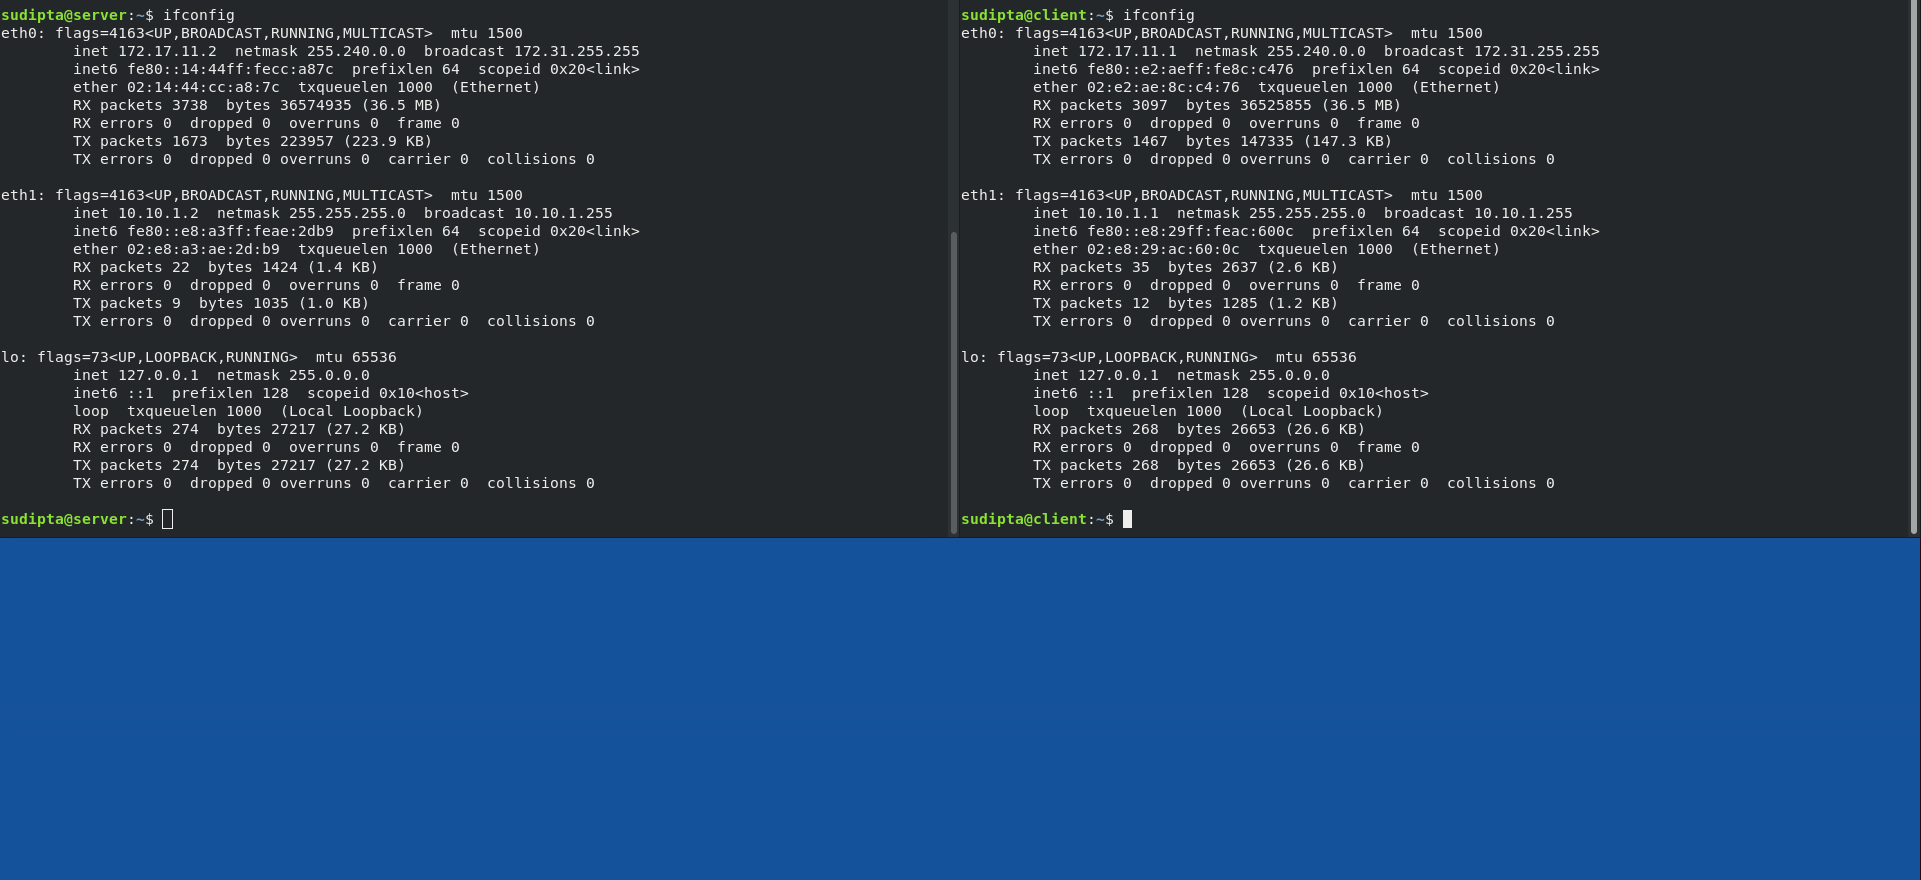 sudipta@server:~$ ifconfig
eth0: flags=4163<UP,BROADCAST,RUNNING,MULTICAST>  mtu 1500
        inet 172.17.11.2  netmask 255.240.0.0  broadcast 172.31.255.255
        inet6 fe80::14:44ff:fecc:a87c  prefixlen 64  scopeid 0x20<link>
        ether 02:14:44:cc:a8:7c  txqueuelen 1000  (Ethernet)
        RX packets 3738  bytes 36574935 (36.5 MB)
        RX errors 0  dropped 0  overruns 0  frame 0
        TX packets 1673  bytes 223957 (223.9 KB)
        TX errors 0  dropped 0 overruns 0  carrier 0  collisions 0

eth1: flags=4163<UP,BROADCAST,RUNNING,MULTICAST>  mtu 1500
        inet 10.10.1.2  netmask 255.255.255.0  broadcast 10.10.1.255
        inet6 fe80::e8:a3ff:feae:2db9  prefixlen 64  scopeid 0x20<link>
        ether 02:e8:a3:ae:2d:b9  txqueuelen 1000  (Ethernet)
        RX packets 22  bytes 1424 (1.4 KB)
        RX errors 0  dropped 0  overruns 0  frame 0
        TX packets 9  bytes 1035 (1.0 KB)
        TX errors 0  dropped 0 overruns 0  carrier 0  collisions 0

lo: flags=73<UP,LOOPBACK,RUNNING>  mtu 65536
        inet 127.0.0.1  netmask 255.0.0.0
        inet6 ::1  prefixlen 128  scopeid 0x10<host>
        loop  txqueuelen 1000  (Local Loopback)
        RX packets 274  bytes 27217 (27.2 KB)
        RX errors 0  dropped 0  overruns 0  frame 0
        TX packets 274  bytes 27217 (27.2 KB)
        TX errors 0  dropped 0 overruns 0  carrier 0  collisions 0

sudipta@server:~$
sudipta@client:~$ ifconfig
eth0: flags=4163<UP,BROADCAST,RUNNING,MULTICAST>  mtu 1500
        inet 172.17.11.1  netmask 255.240.0.0  broadcast 172.31.255.255
        inet6 fe80::e2:aeff:fe8c:c476  prefixlen 64  scopeid 0x20<link>
        ether 02:e2:ae:8c:c4:76  txqueuelen 1000  (Ethernet)
        RX packets 3097  bytes 36525855 (36.5 MB)
        RX errors 0  dropped 0  overruns 0  frame 0
        TX packets 1467  bytes 147335 (147.3 KB)
        TX errors 0  dropped 0 overruns 0  carrier 0  collisions 0

eth1: flags=4163<UP,BROADCAST,RUNNING,MULTICAST>  mtu 1500
        inet 10.10.1.1  netmask 255.255.255.0  broadcast 10.10.1.255
        inet6 fe80::e8:29ff:feac:600c  prefixlen 64  scopeid 0x20<link>
        ether 02:e8:29:ac:60:0c  txqueuelen 1000  (Ethernet)
        RX packets 35  bytes 2637 (2.6 KB)
        RX errors 0  dropped 0  overruns 0  frame 0
        TX packets 12  bytes 1285 (1.2 KB)
        TX errors 0  dropped 0 overruns 0  carrier 0  collisions 0

lo: flags=73<UP,LOOPBACK,RUNNING>  mtu 65536
        inet 127.0.0.1  netmask 255.0.0.0
        inet6 ::1  prefixlen 128  scopeid 0x10<host>
        loop  txqueuelen 1000  (Local Loopback)
        RX packets 268  bytes 26653 (26.6 KB)
        RX errors 0  dropped 0  overruns 0  frame 0
        TX packets 268  bytes 26653 (26.6 KB)
        TX errors 0  dropped 0 overruns 0  carrier 0  collisions 0

sudipta@client:~$